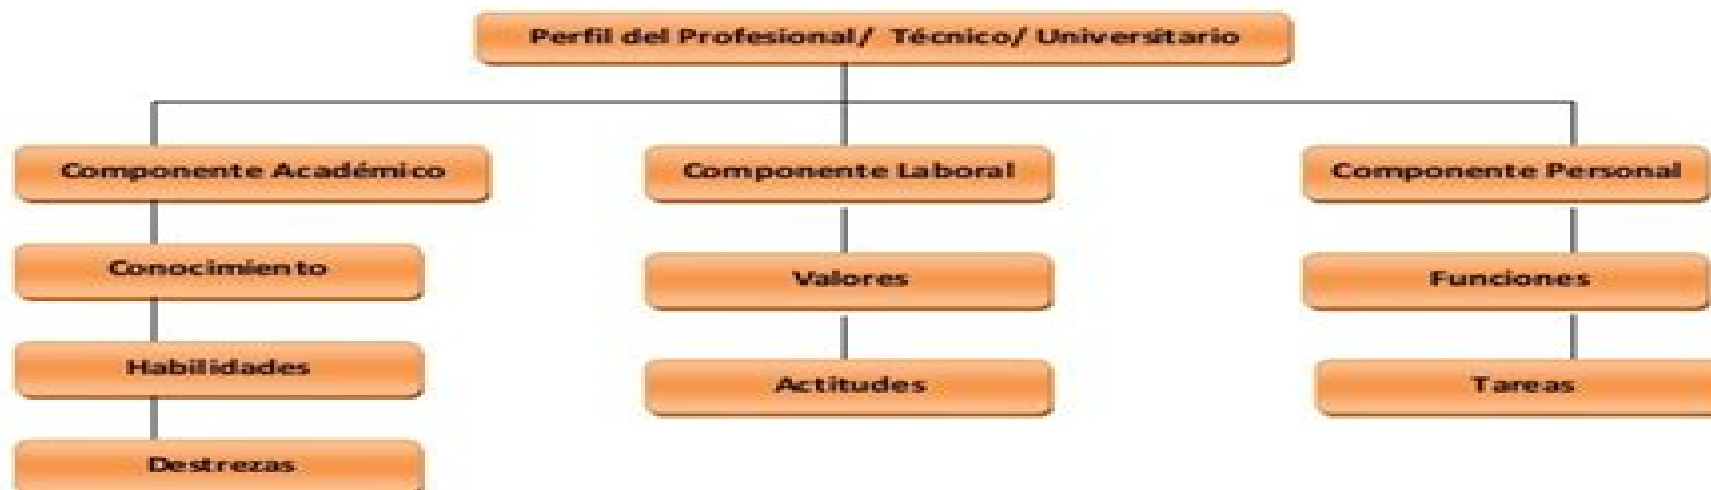 Perfil del Profesional/ Técnico/ Universitario
Componente Académico
Componente Laboral
Componente Personal
Conocimiento
Valores
Funciones
Habilidades
Actitudes
Tareas
Destrezas